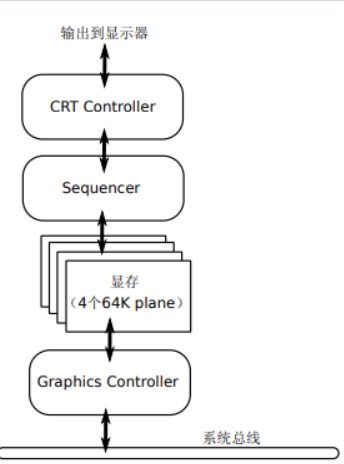 输出到显示器
CRT Controller
Sequencer
显存
（4个64K plane）
Graphics Controller
系统总线